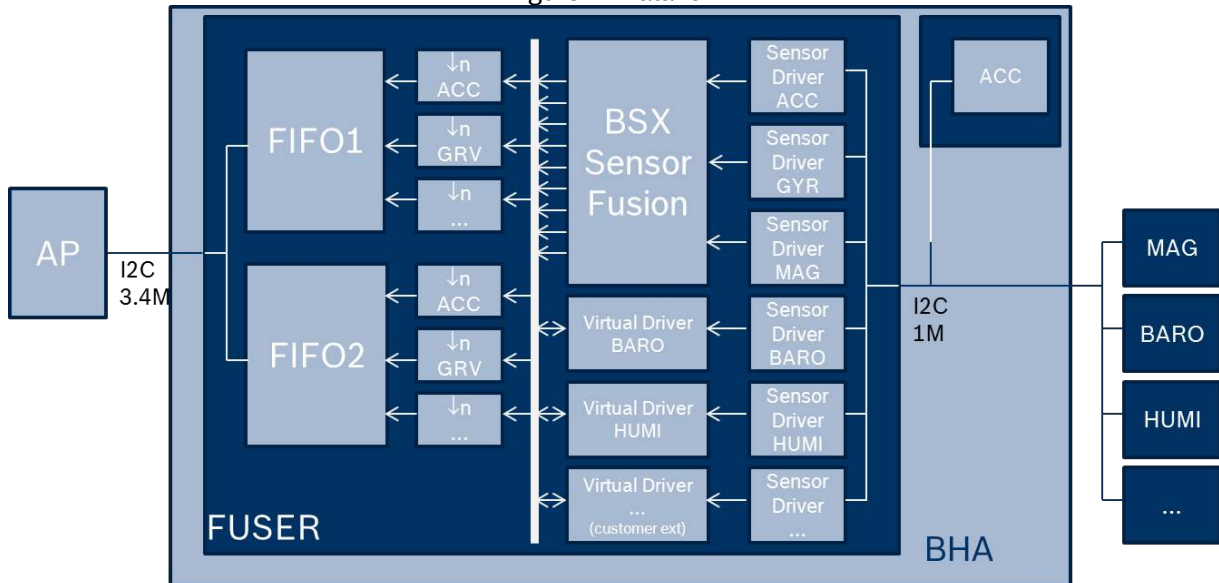 AP
I2C
3.4M
FIFO1
FIFO2
↓n
ACC
↓n
GRV
↓n
...
↓n
ACC
↓n
GRV
↓n
...
BSX
Sensor
Fusion
Virtual Driver
BARO
Virtual Driver
HUMI
Virtual Driver
...
(customer ext)
Sensor
Driver
ACC
Sensor
Driver
GYR
Sensor
Driver
MAG
Sensor
Driver
BARO
Sensor
Driver
HUMI
Sensor
Driver
...
FUSER
ACC
I2C
1M
BHA
MAG
BARO
HUMI
...